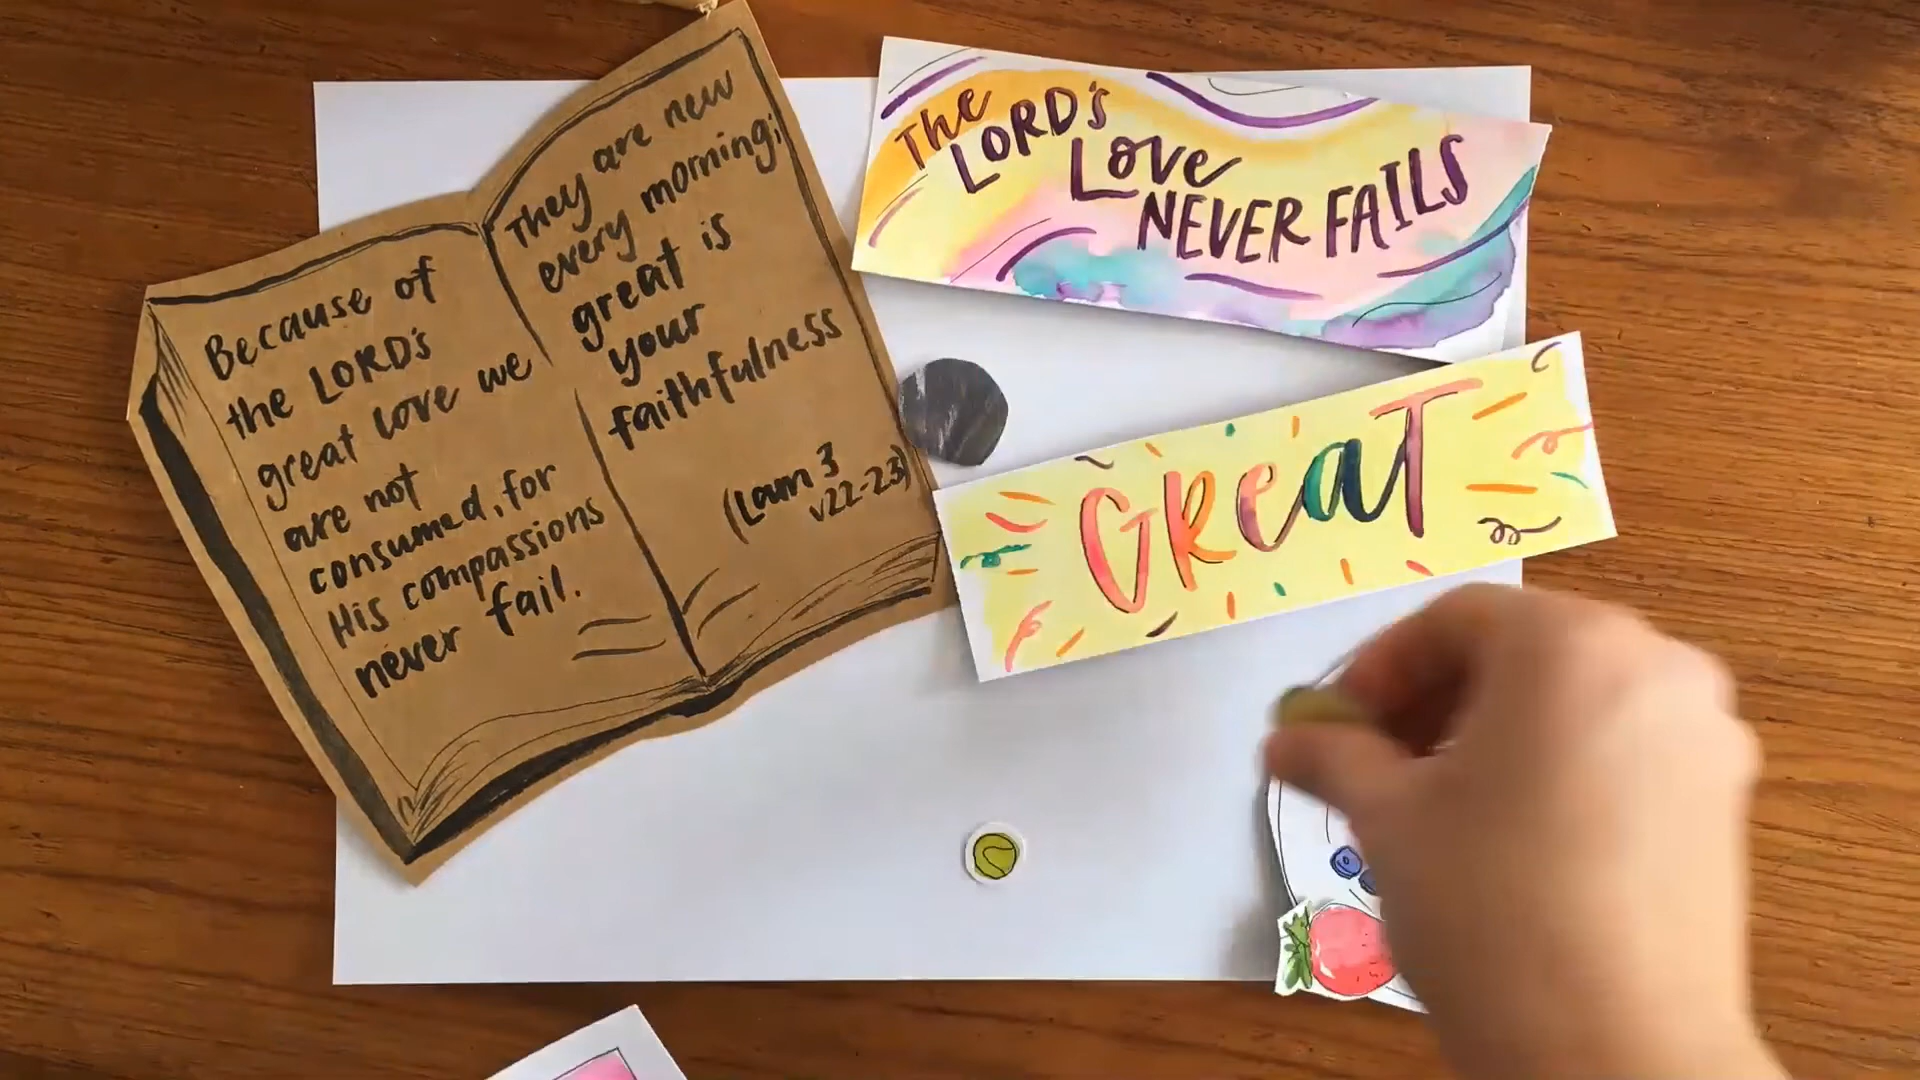 Because of
the LORD's
great love we
are not
consumed, for
His compassions
never fail.
They are new
every morning;
great is
your
faithfulness
(Lam 3
v22-23)
The
LORD's
Love
NEVER FAILS
GReaT